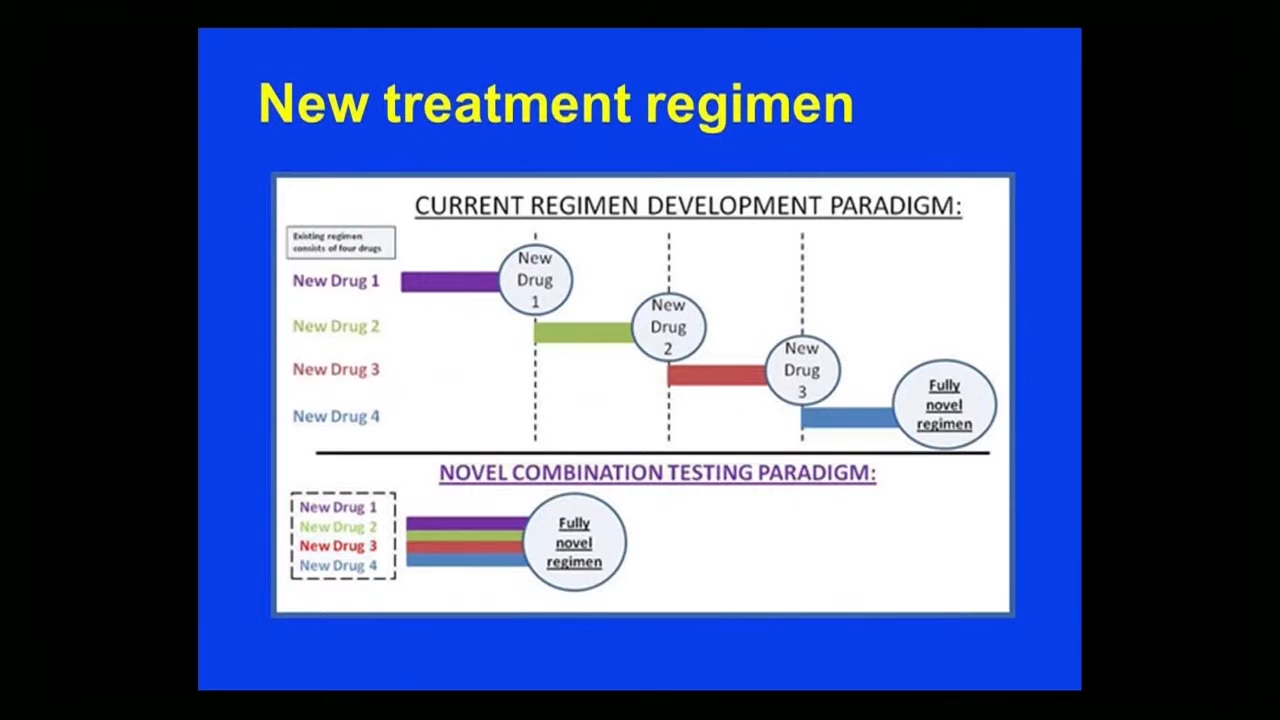 New treatment regimen
CURRENT REGIMEN DEVELOPMENT PARADIGM:
Existing regimen
consists of four drugs
New Drug 1
New Drug 2
New Drug 3
New Drug 4
New
Drug
1
New
Drug
2
New
Drug
3
Fully
novel
regimen
NOVEL COMBINATION TESTING PARADIGM:
New Drug 1
New Drug 2
New Drug 3
New Drug 4
Fully
novel
regimen